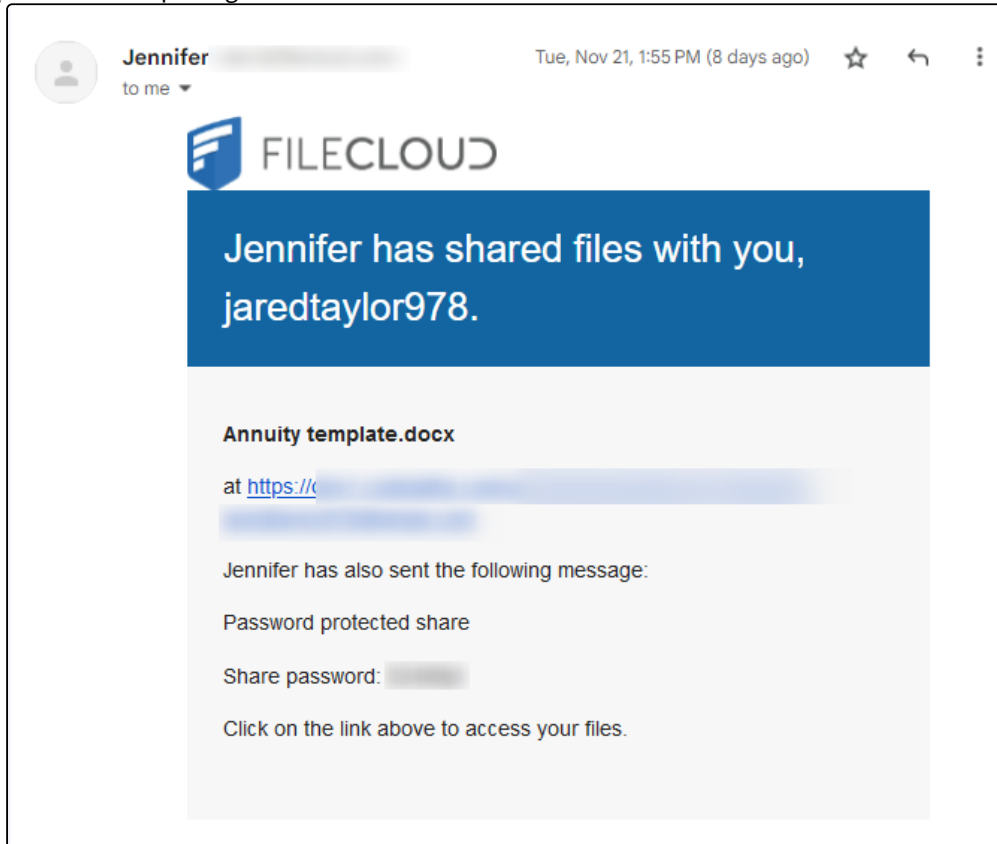 Jennifer
Tue, Nov 21, 1:55 PM (8 days ago)
to me
FILECLOUD
Jennifer has shared files with you,
jaredtaylor978.
Annuity template.docx
at https://
Jennifer has also sent the following message:
Password protected share
Share password:
Click on the link above to access your files.